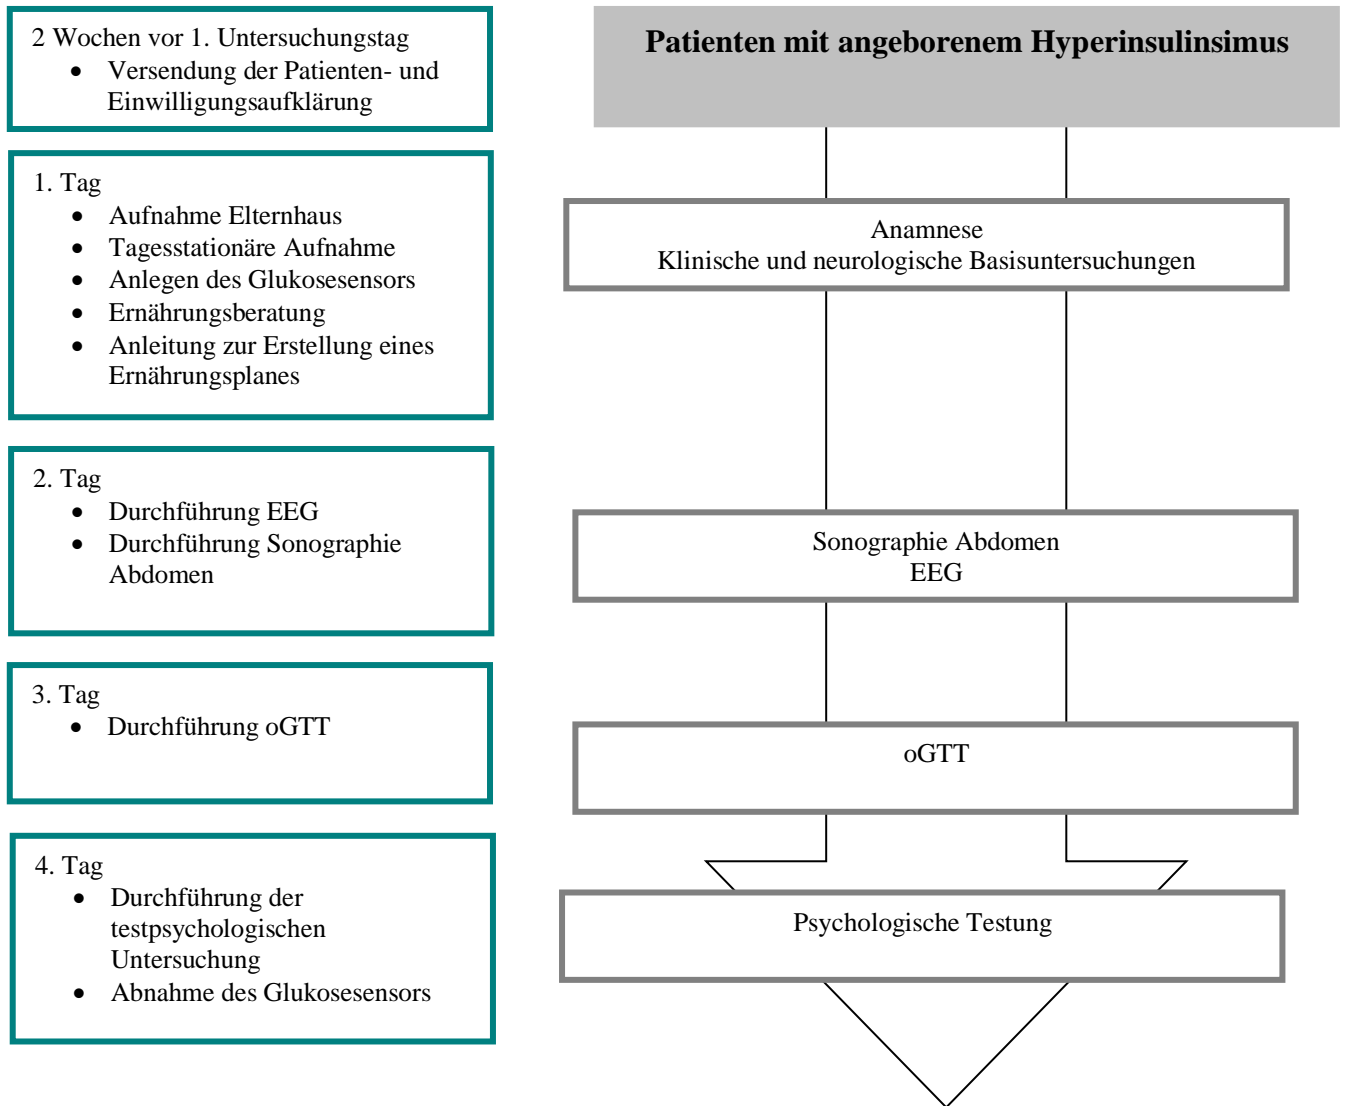 2 Wochen vor 1. Untersuchungstag
• Versendung der Patienten- und
Einwilligungsaufklärung
Patienten mit angeborenem Hyperinsulinsimus
1. Tag
• Aufnahme Elternhaus
• Tagesstationäre Aufnahme
• Anlegen des Glukosesensors
• Ernährungsberatung
• Anleitung zur Erstellung eines
Ernährungsplanes
Anamnese
Klinische und neurologische Basisuntersuchungen
2. Tag
• Durchführung EEG
• Durchführung Sonographie
Abdomen
Sonographie Abdomen
EEG
3. Tag
• Durchführung oGTT
oGTT
4. Tag
• Durchführung der
testpsychologischen
Untersuchung
• Abnahme des Glukosesensors
Psychologische Testung